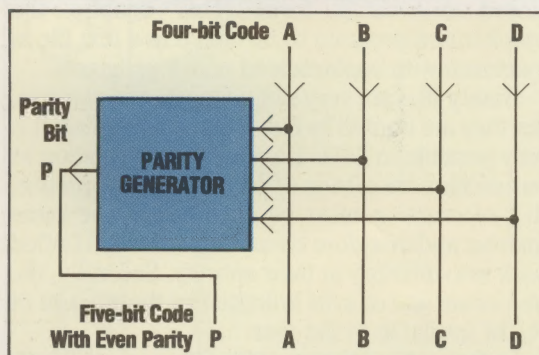 Four-bit Code A B C D
Parity
Bit
P
PARITY
GENERATOR
Five-bit Code
With Even Parity P A B C D